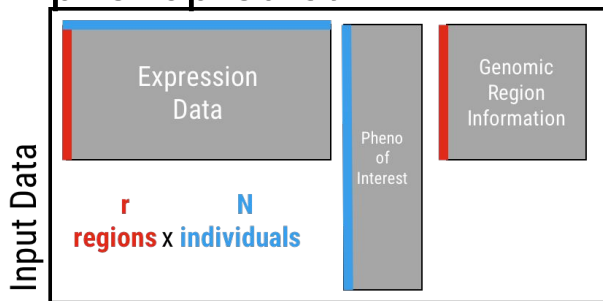 Input Data
Expression
Data
Pheno
of
Interest
Genomic
Region
Information
r N
regions x individuals